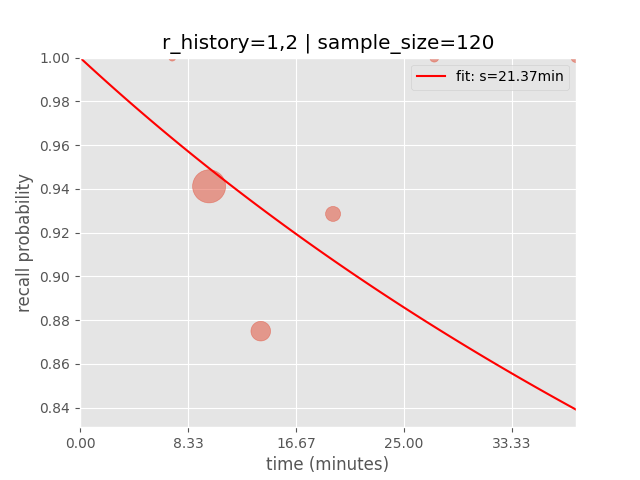 r_history=1,2 | sample_size=120
fit: s=21.37min
1.00
0.98
0.96
0.94
0.92
0.90
0.88
0.86
0.84
recall probability
0.00 8.33 16.67 25.00 33.33
time (minutes)